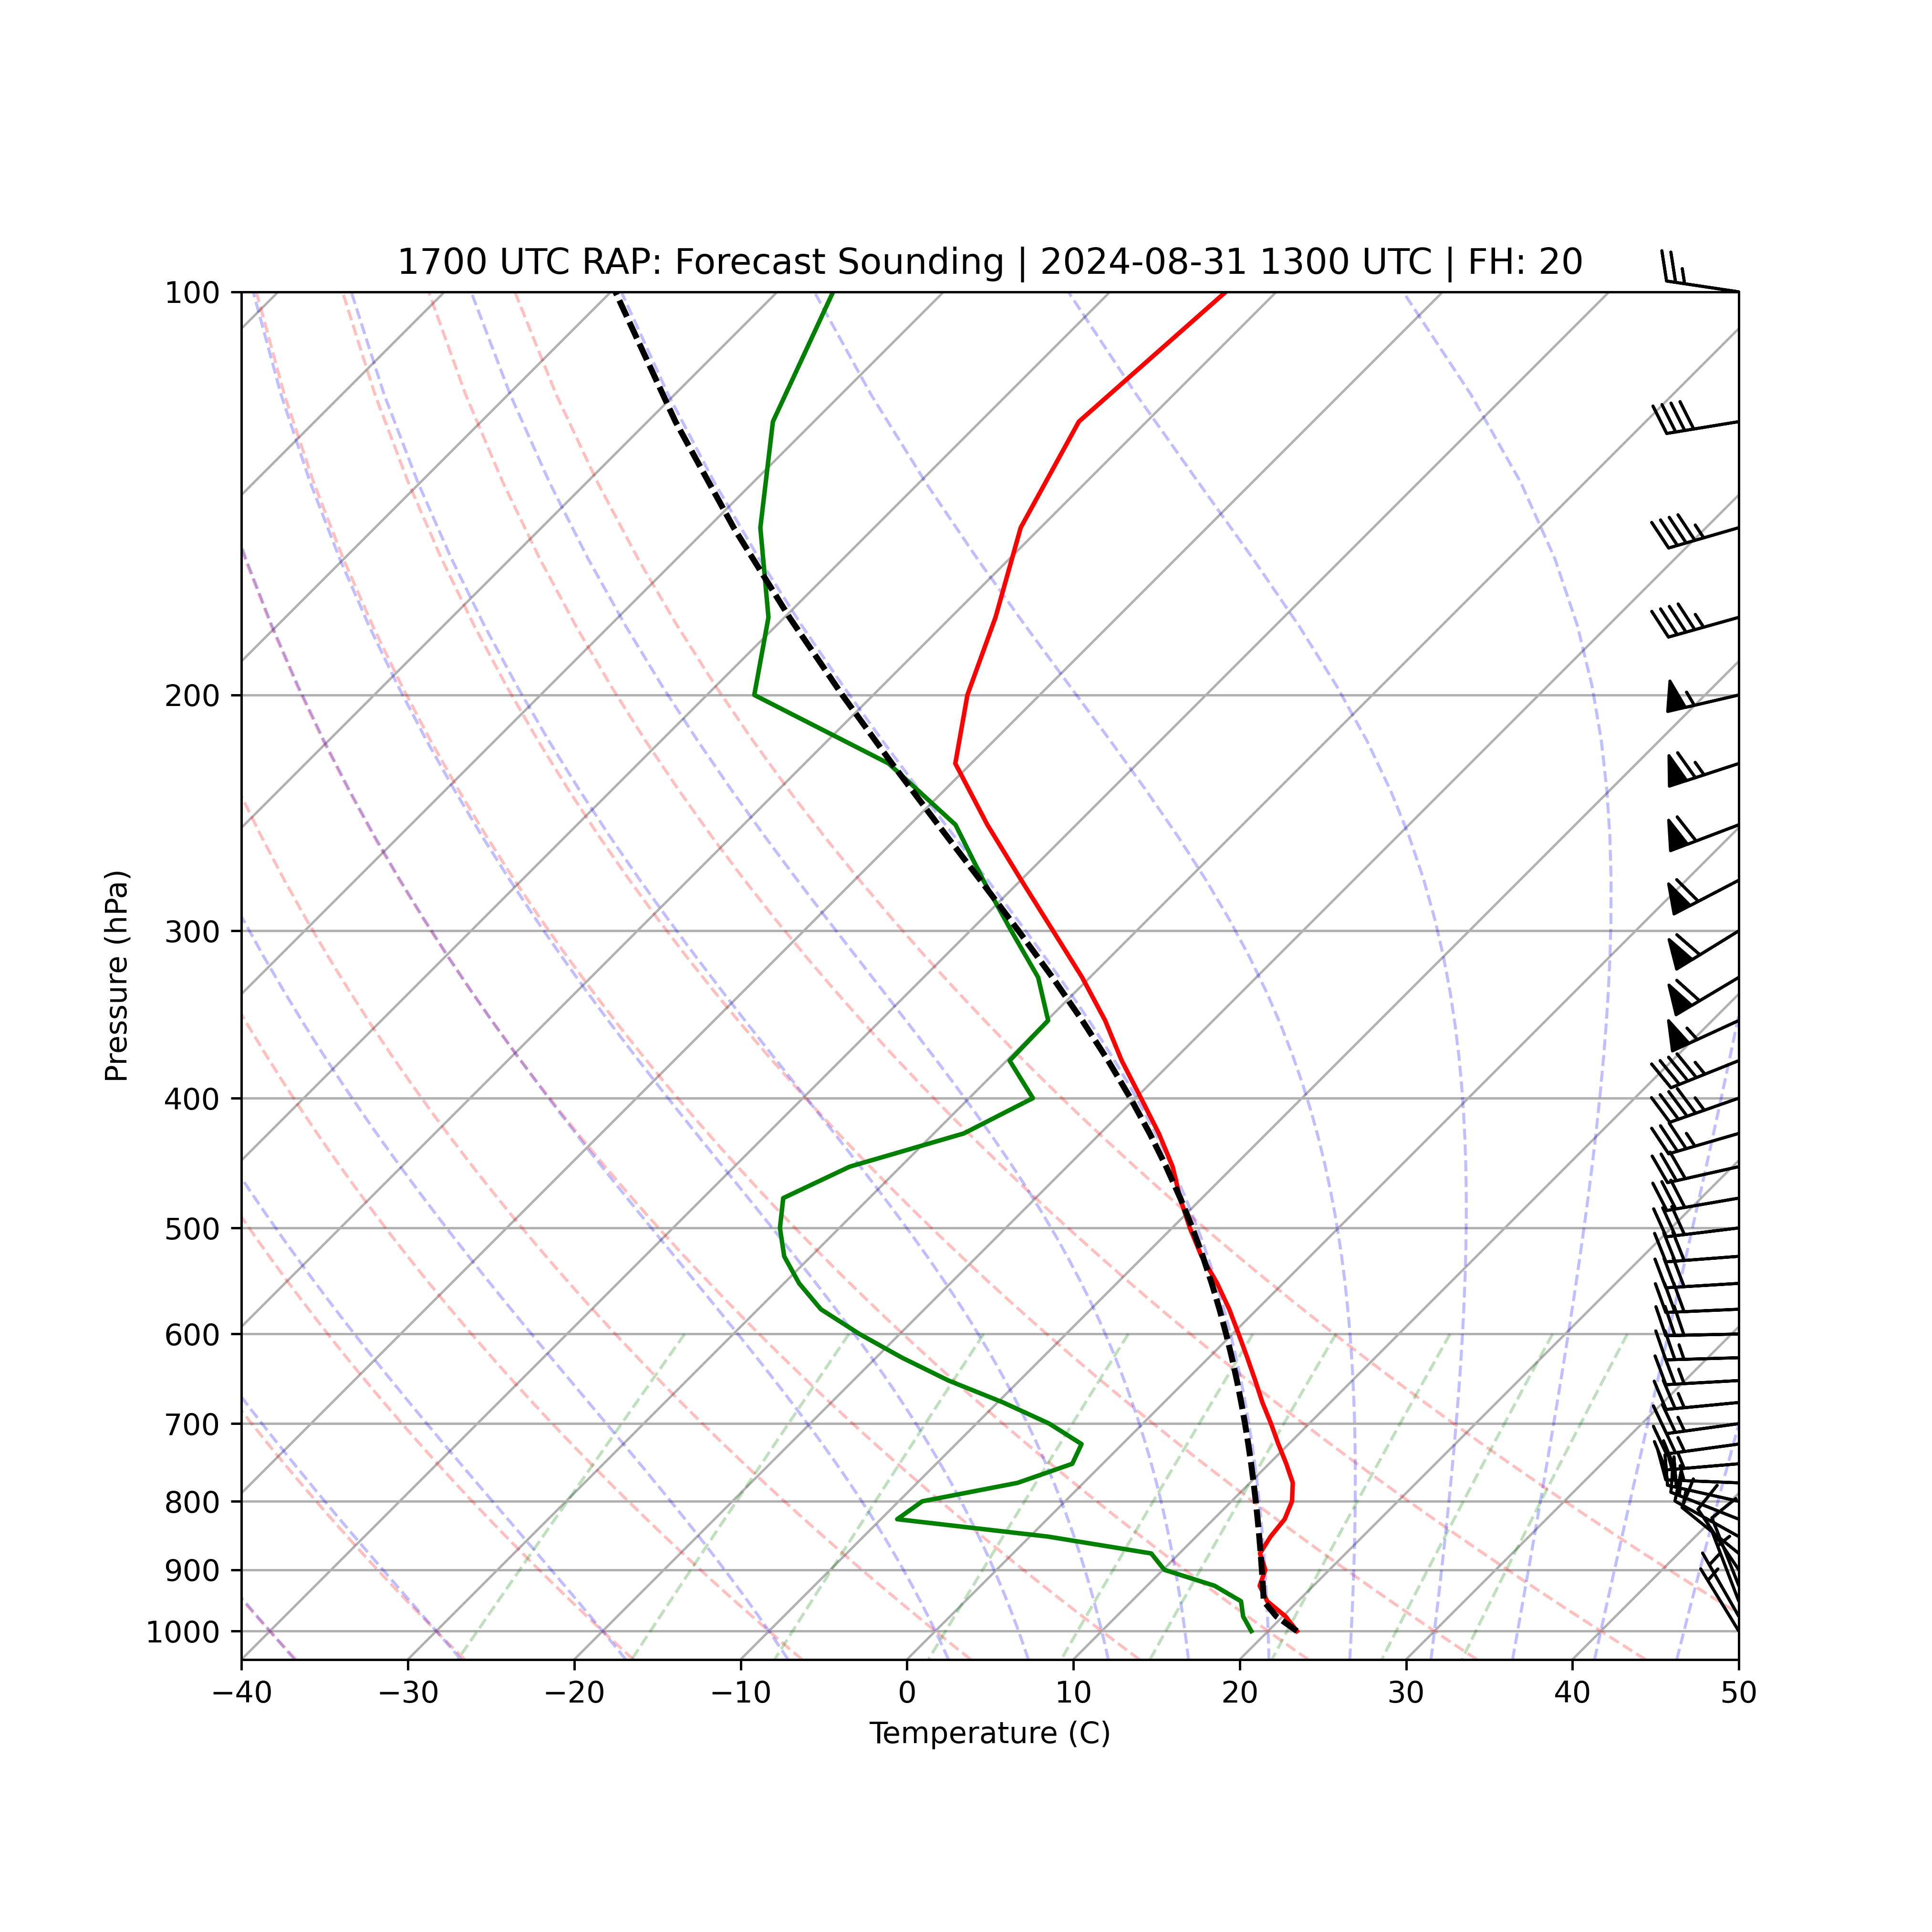 1700 UTC RAP: Forecast Sounding | 2024-08-31 1300 UTC | FH: 20
100
200
300
400
500
600
700
800
900
1000
Pressure (hPa)
−40 −30 −20 −10 0 10 20 30 40 50
Temperature (C)